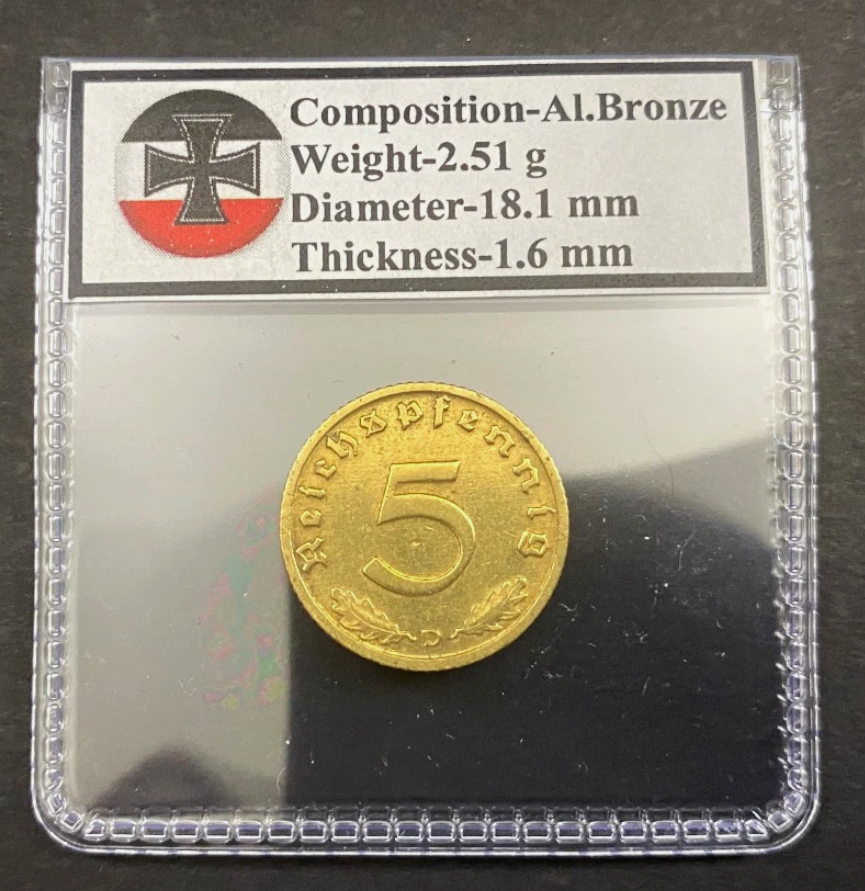 Composition-Al.Bronze
Weight-2.51 g
Diameter-18.1 mm
Thickness-1.6 mm
Reichspfennig
5
D